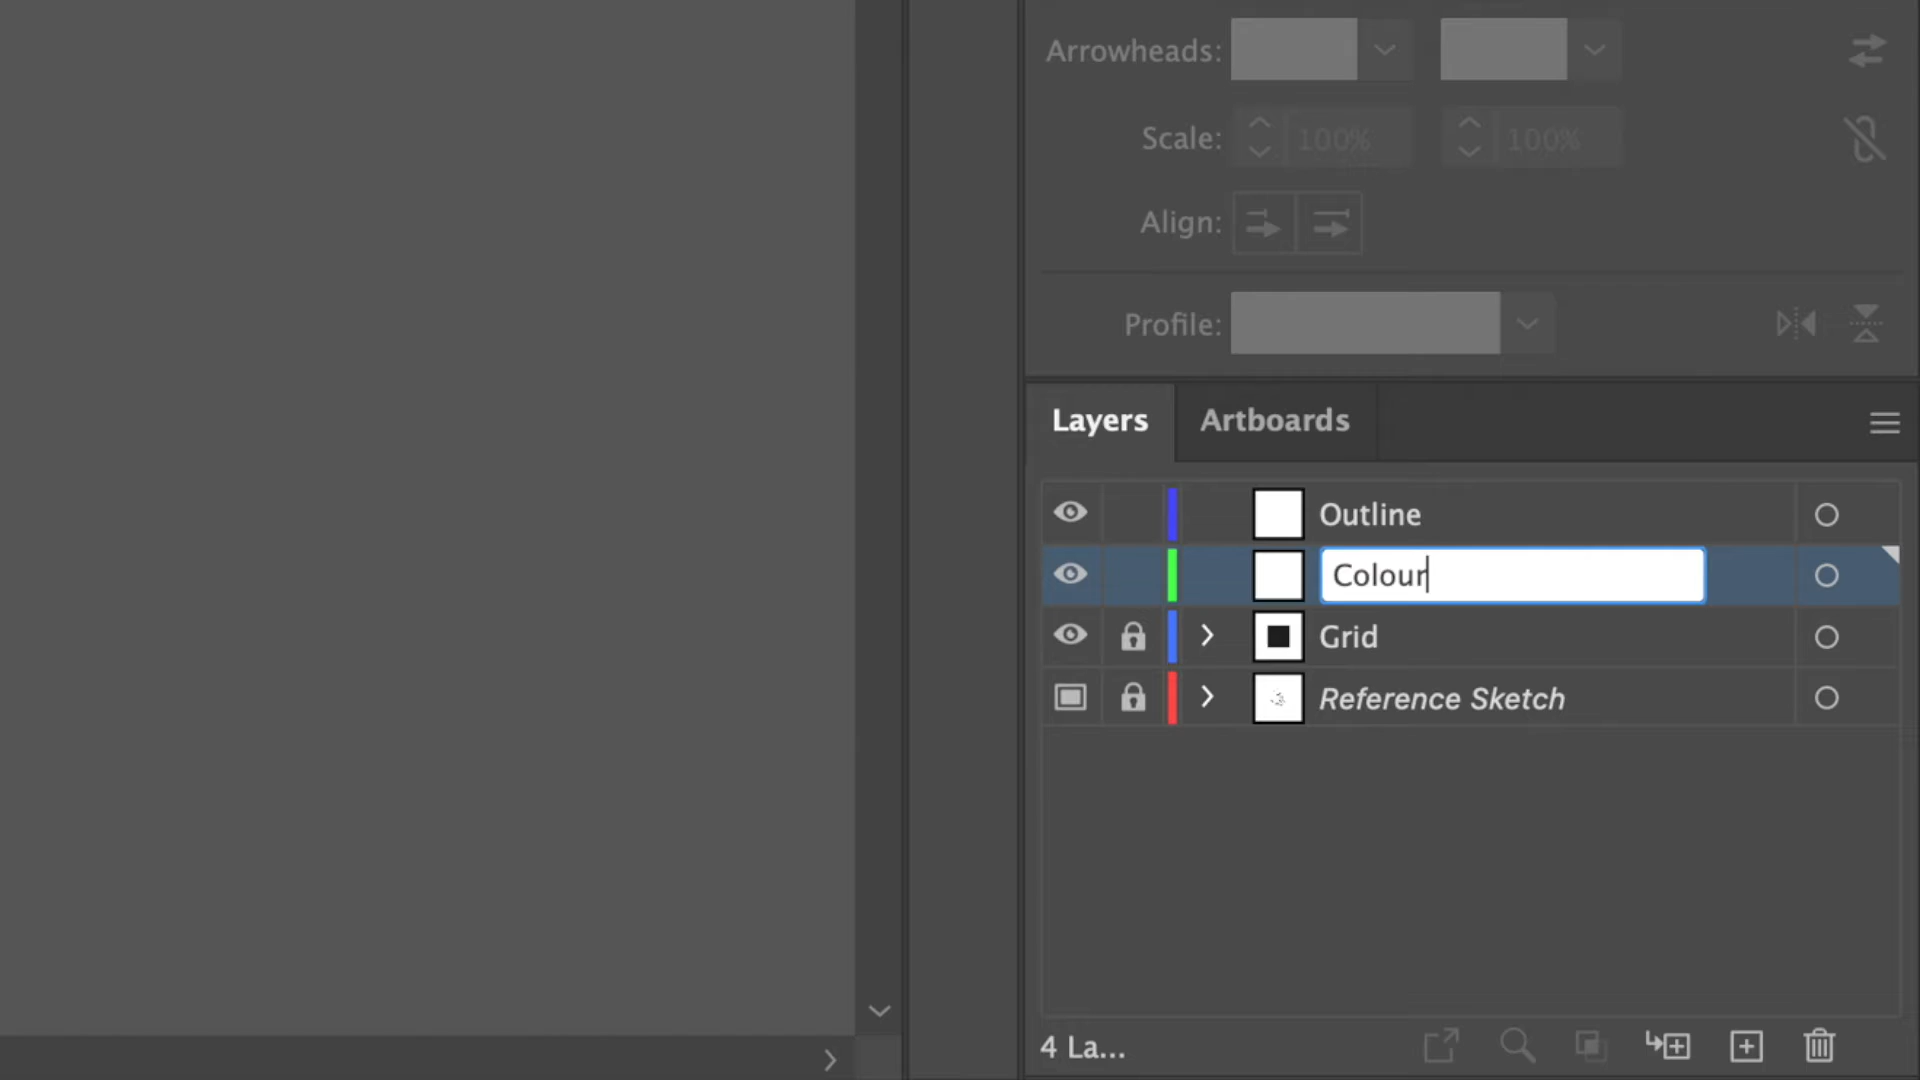 Arrowheads:
Scale: 100% 100%
Align:
Profile:
Layers Artboards
Outline
Colour
Grid
Reference Sketch
4 La...